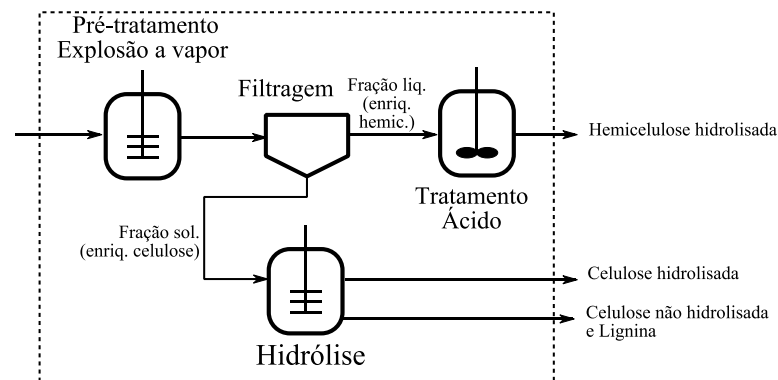 Pré-tratamento
Explosão a vapor
Filtragem
Fração liq.
(enriq.
hemic.)
Hemicelulose hidrolisada
Tratamento
Ácido
Fração sol.
(enriq. celulose)
Celulose hidrolisada
Celulose não hidrolisada
e Lignina
Hidrólise